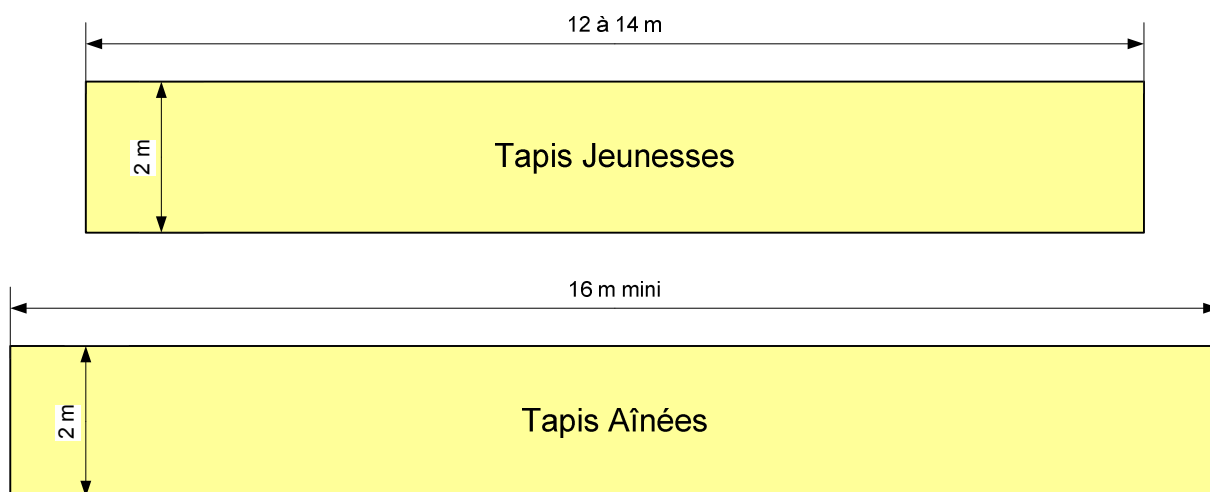 12 à 14 m
2 m
Tapis Jeunesses
16 m mini
2 m
Tapis Aînées